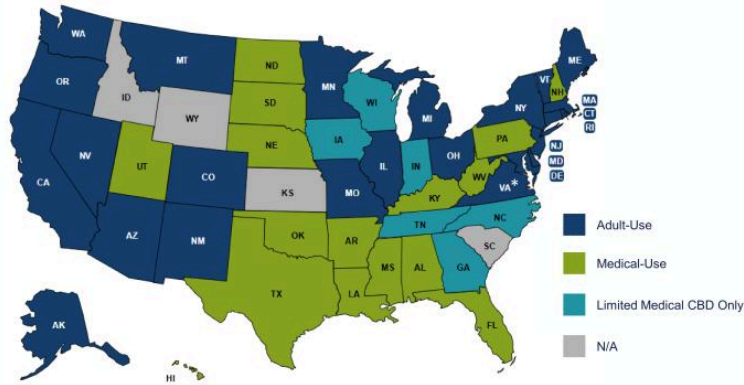 WA
MT
ND
MN
ME
VT
NH
OR
ID
SD
WI
MI
NY
MA
CT
RI
WY
IA
PA
NJ
MD
DE
NV
UT
NE
IL
IN
OH
CA
CO
KS
MO
KY
WV
VA*
AZ
NM
OK
AR
TN
NC
SC
TX
LA
MS
AL
GA
FL
AK
HI
Adult-Use
Medical-Use
Limited Medical CBD Only
N/A